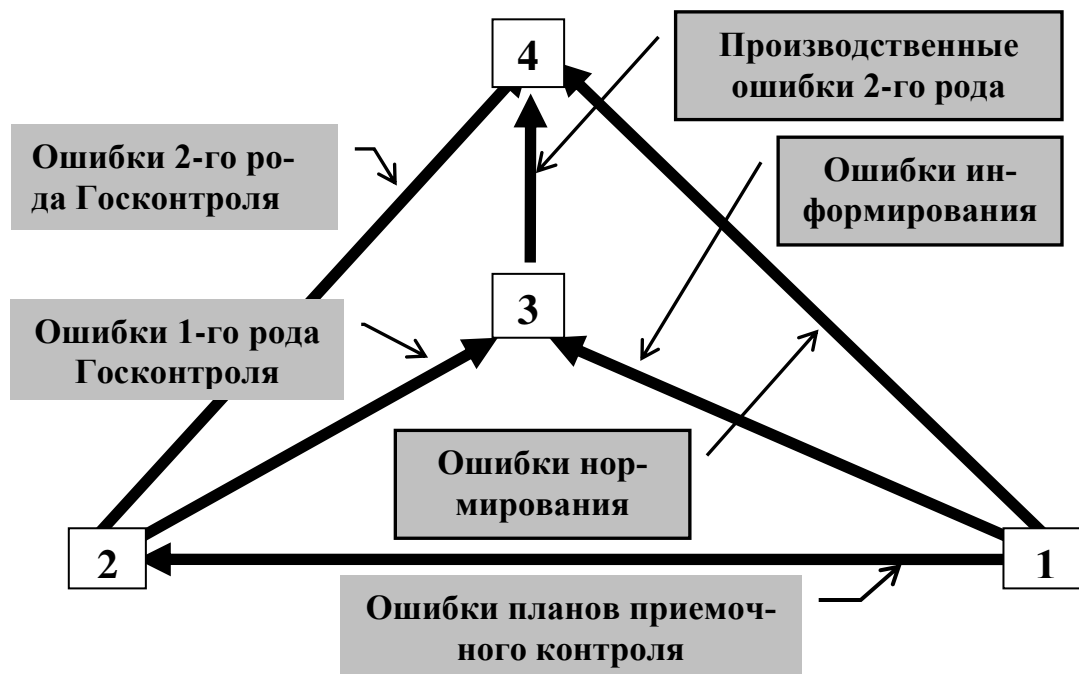 4
Производственные
ошибки 2-го рода
Ошибки 2-го ро-
да Госконтроля
Ошибки ин-
формирования
3
Ошибки 1-го рода
Госконтроля
Ошибки нор-
мирования
2
1
Ошибки планов приемоч-
ного контроля